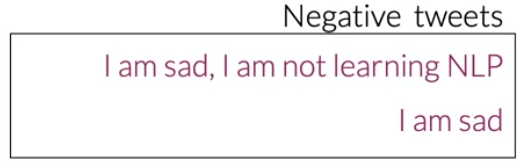 Negative tweets
I am sad, I am not learning NLP
I am sad